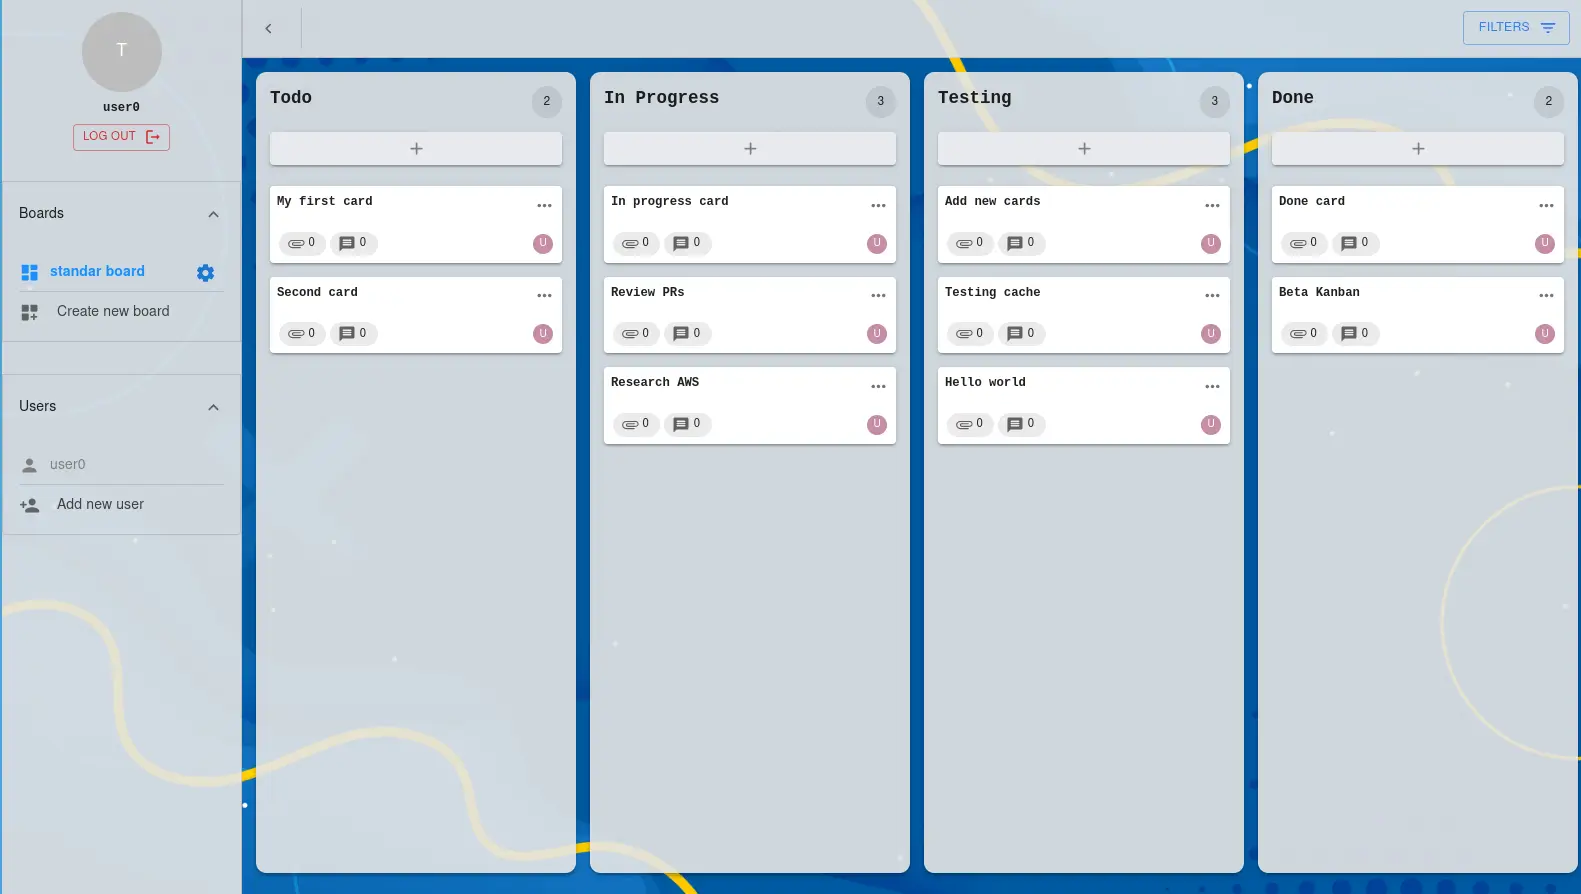 T
user0
LOG OUT
Boards
standar board
Create new board
Users
user0
Add new user
FILTERS
Todo
2
My first card
0 0 U
Second card
0 0 U
In Progress
3
In progress card
0 0 U
Review PRs
0 0 U
Research AWS
0 0 U
Testing
3
Add new cards
0 0 U
Testing cache
0 0 U
Hello world
0 0 U
Done
2
Done card
0 0 U
Beta Kanban
0 0 U